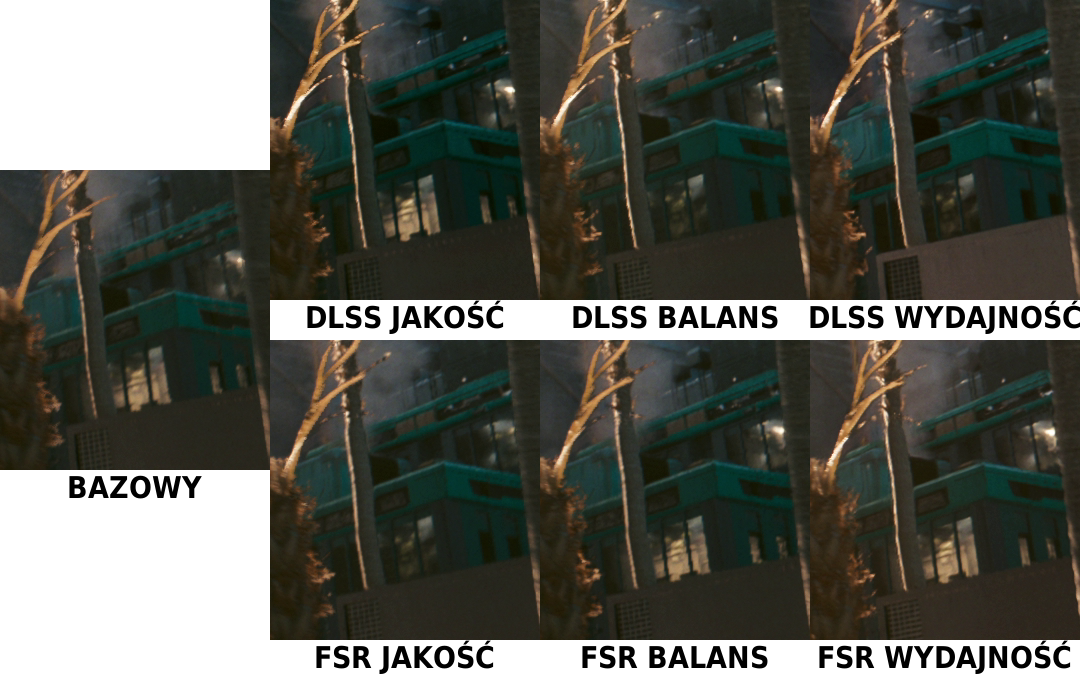 DLSS JAKOŚĆ
DLSS BALANS
DLSS WYDAJNOŚĆ
BAZOWY
FSR JAKOŚĆ
FSR BALANS
FSR WYDAJNOŚĆ